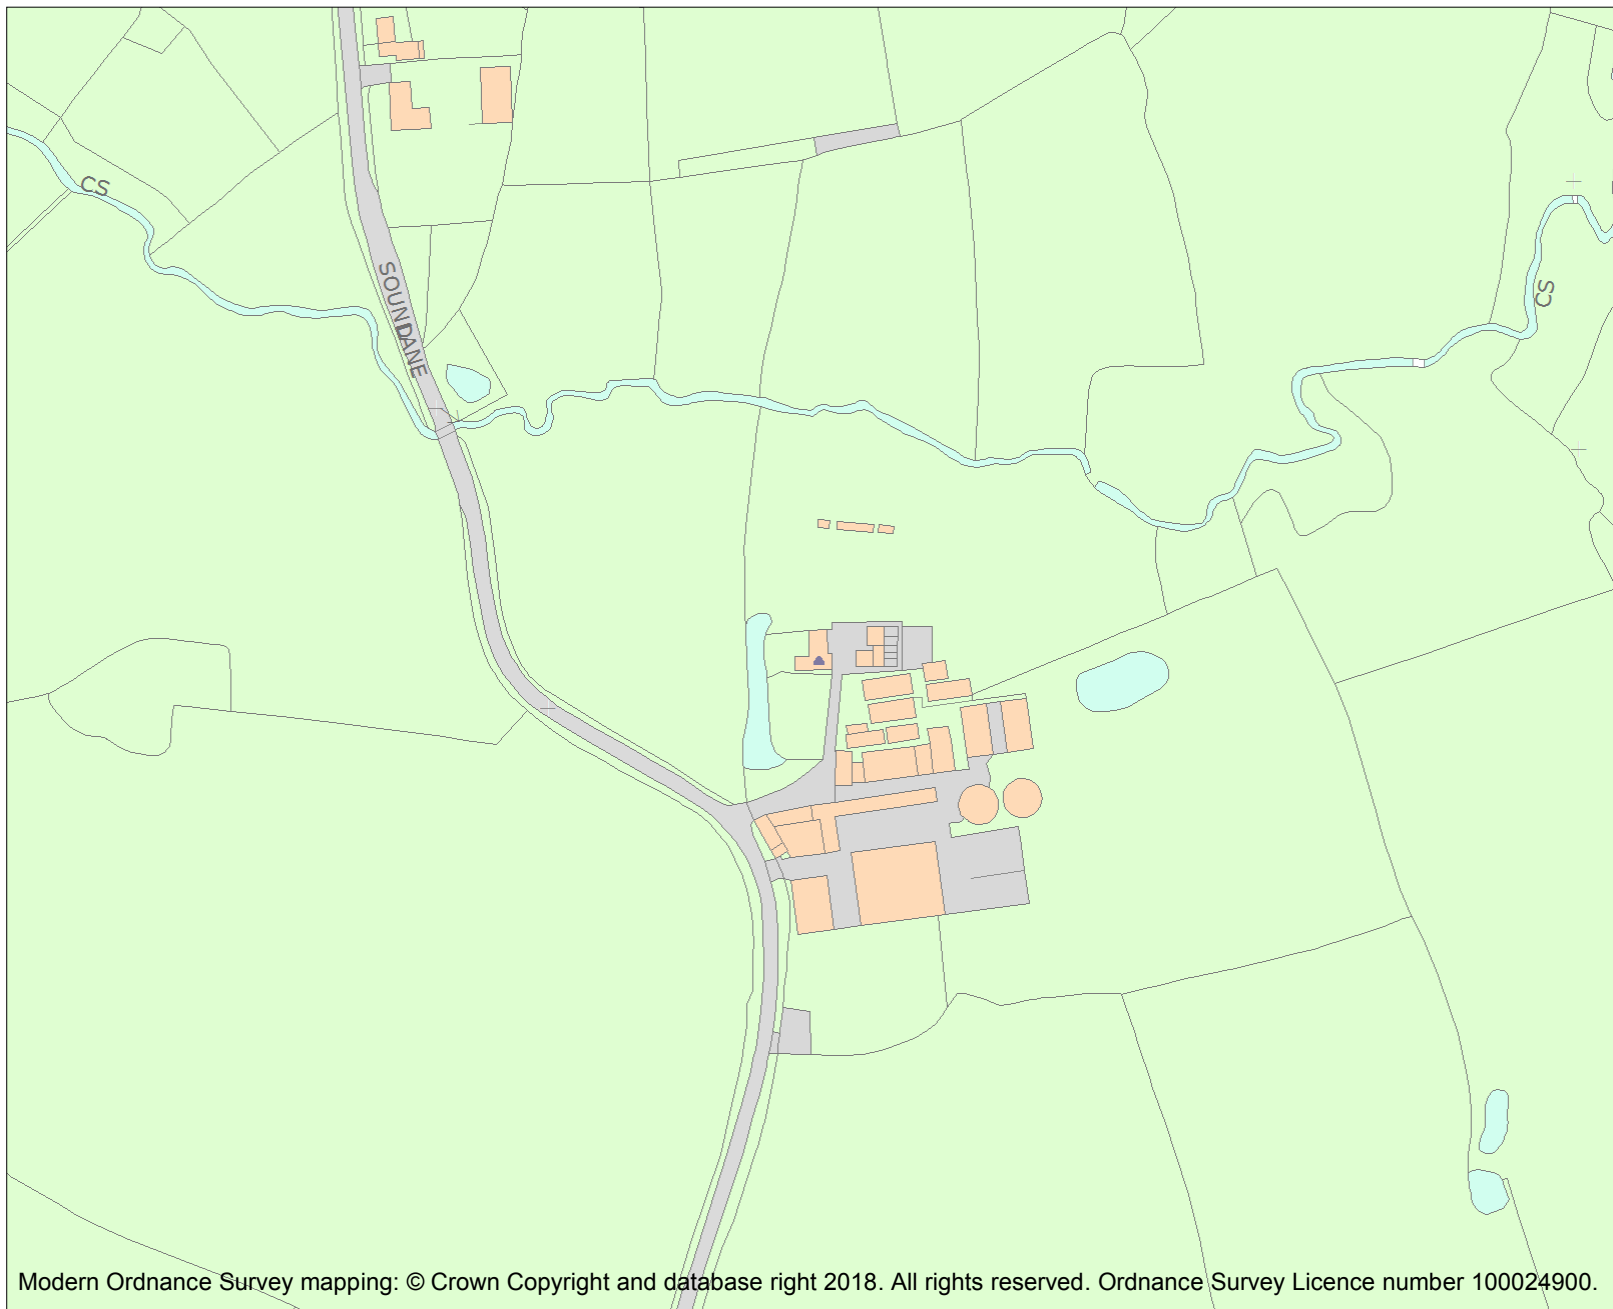 CS
SOUND LANE
CS
Modern Ordnance Survey mapping: © Crown Copyright and database right 2018. All rights reserved. Ordnance Survey Licence number 100024900.